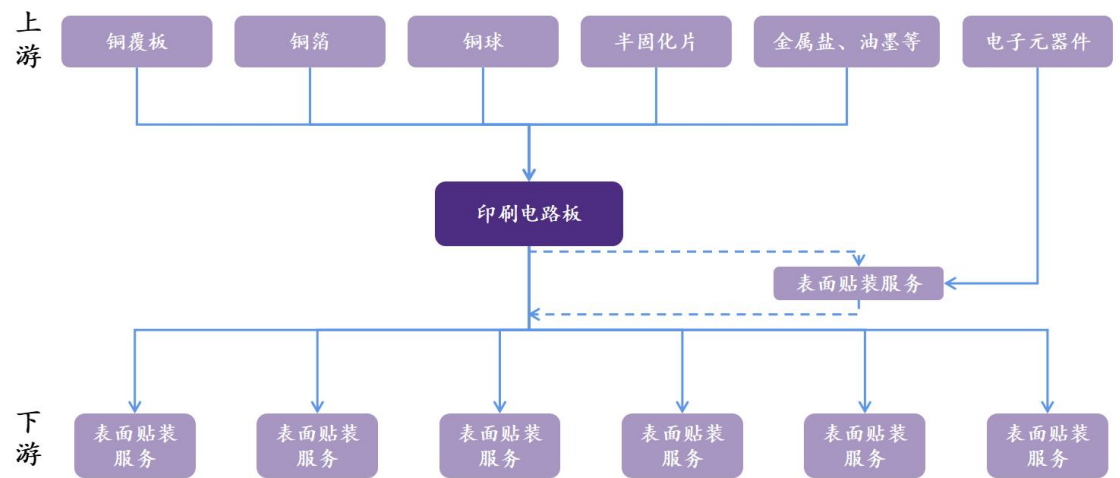 上游
铜覆板
铜箔
铜球
半固化片
金属盐、油墨等
电子元器件
印刷电路板
表面贴装服务
下游
表面贴装
服务
表面贴装
服务
表面贴装
服务
表面贴装
服务
表面贴装
服务
表面贴装
服务